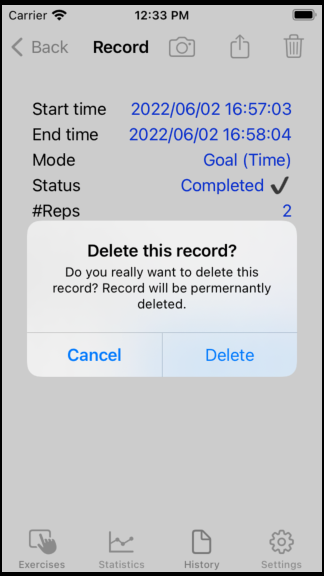 Carrier 12:33 PM
Back Record
Start time 2022/06/02 16:57:03
End time 2022/06/02 16:58:04
Mode Goal (Time)
Status Completed ✔
#Reps 2
Delete this record?
Do you really want to delete this
record? Record will be permernantly
deleted.
Cancel Delete
Exercises Statistics History Settings